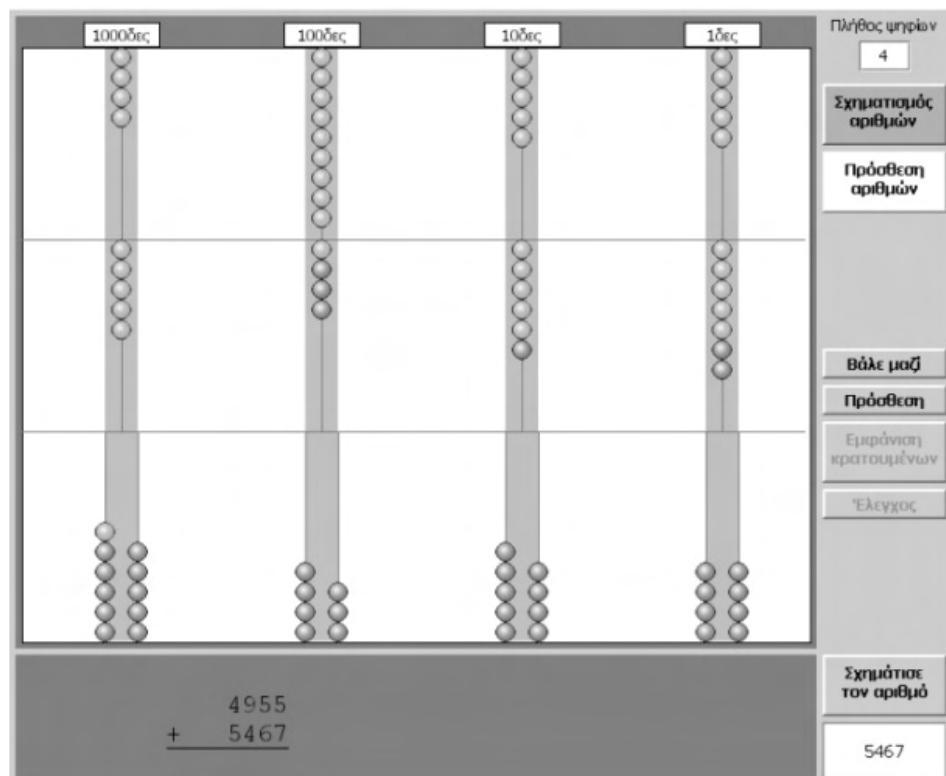 1000δες 100δες 10δες 1δες
Πλήθος ψηφίων
4
Σχηματισμός
αριθμών
Πρόσθεση
αριθμών
Βάλε μαζί
Πρόσθεση
Εμφάνιση
κρατουμένων
Έλεγχος
Σχημάτισε
τον αριθμό
5467
4955
+ 5467